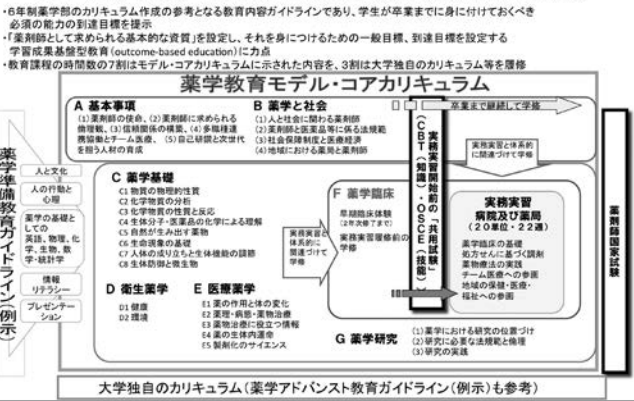 ・6年制薬学部のカリキュラム作成の参考となる教育内容ガイドラインであり、学生が卒業までに身に付けておくべき
必須の能力の到達目標を提示
・「薬剤師として求められる基本的な資質」を設定し、それを身につけるための一般目標、到達目標を設定する
学習成果基盤型教育(outcome-based education)に力点
・教育課程の時間数の7割はモデル・コアカリキュラムに示された内容を、3割は大学独自のカリキュラム等を履修
薬学教育モデル・コアカリキュラム
薬学準備教育ガイドライン(例示)
人と文化
人の行動と
心理
薬学の基礎と
しての
英語、物理、化
学、生物、数
学・統計学
情報
リテラシー
プレゼン
テーション
A 基本事項
(1)薬剤師の使命、(2)薬剤師に求められる
倫理観、(3)信頼関係の構築、(4)多職種連
携協働とチーム医療、(5)自己研鑽と次世代
を担う人材の育成
B 薬学と社会
(1)人と社会に関わる薬剤師
(2)薬剤師と医薬品等に係る法規範
(3)社会保障制度と医療経済
(4)地域における薬局と薬剤師
卒業まで継続して学修
C 薬学基礎
C1 物質の物理的性質
C2 化学物質の分析
C3 化学物質の性質と反応
C4 生体分子・医薬品の化学による理解
C5 自然が生み出す薬物
C6 生命現象の基礎
C7 人体の成り立ちと生体機能の調節
C8 生体防御と微生物
D 衛生薬学
D1 健康
D2 環境
E 医療薬学
E1 薬の作用と体の変化
E2 薬理・病態・薬物治療
E3 薬物治療に役立つ情報
E4 薬の生体内運命
E5 製剤化のサイエンス
実務実習と
体系的に
関連づけて
学修
F 薬学臨床
早期臨床体験
(2年次修了まで)
実務実習履修前の
学修
実務実習開始前の「共用試験」
(CBT(知識)・OSCE(技能))
実務実習と体系的に
関連づけて学修
実務実習
病院及び薬局
(20単位・22週)
薬学臨床の基礎
処方せんに基づく調剤
薬物療法の実践
チーム医療への参画
地域の保健・医療・
福祉への参画
G 薬学研究
(1)薬学における研究の位置づけ
(2)研究に必要な法規範と倫理
(3)研究の実践
薬剤師国家試験
大学独自のカリキュラム(薬学アドバンスト教育ガイドライン(例示)も参考)